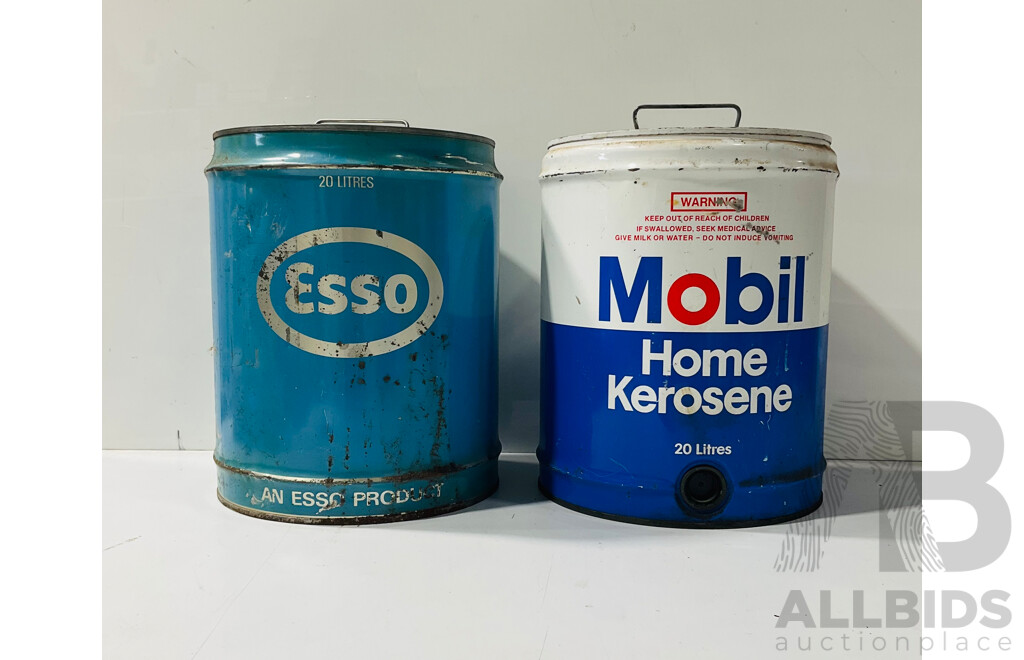 20 LITRES
Esso
AN ESSO PRODUCT
WARNING
KEEP OUT OF REACH OF CHILDREN
IF SWALLOWED, SEEK MEDICAL ADVICE
GIVE MILK OR WATER – DO NOT INDUCE VOMITING
Mobil
Home
Kerosene
20 Litres
AB
ALLBIDS
auctionplace